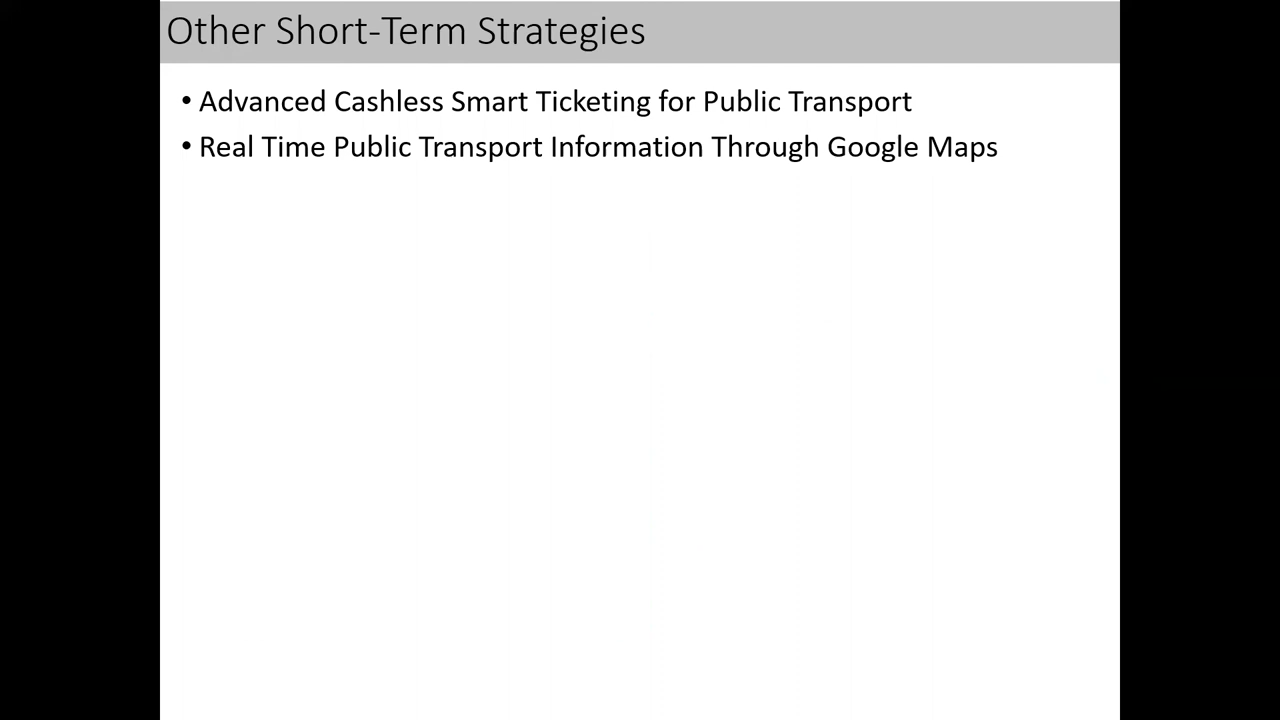 Other Short-Term Strategies
• Advanced Cashless Smart Ticketing for Public Transport
• Real Time Public Transport Information Through Google Maps